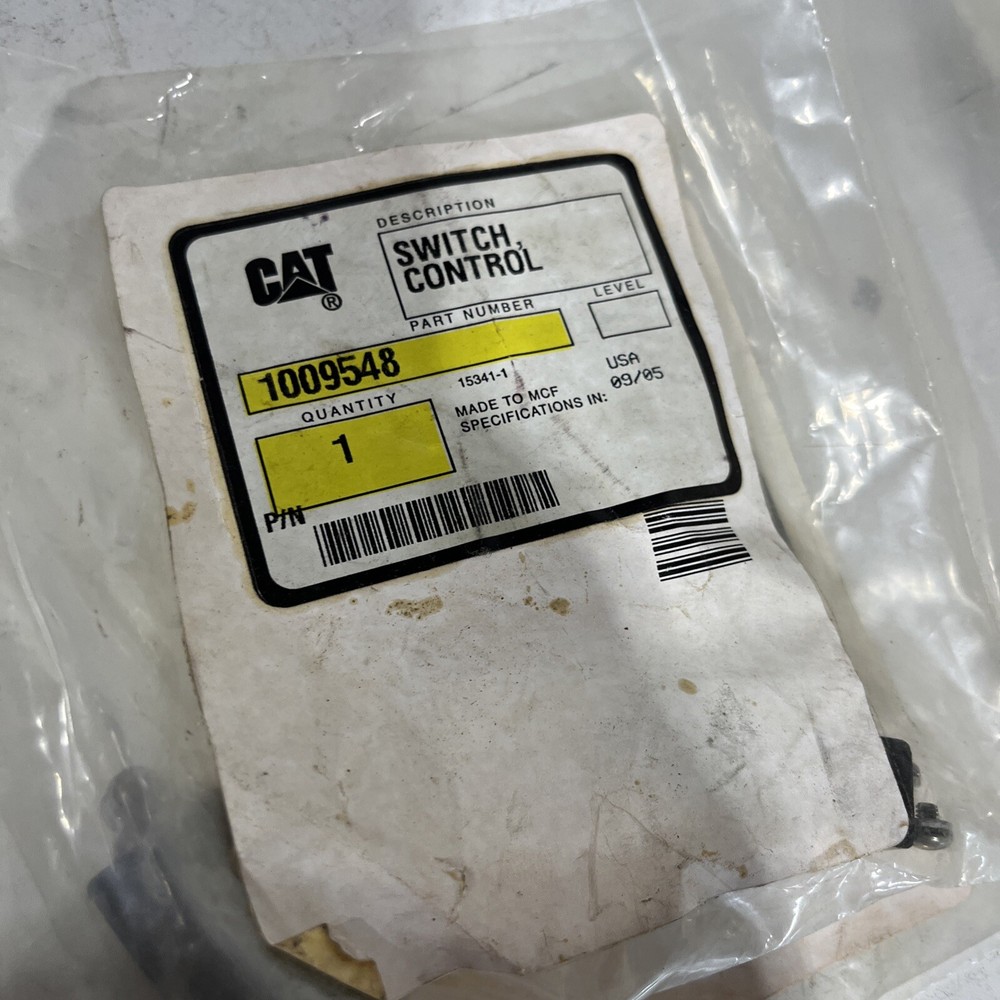 CAT®
DESCRIPTION
SWITCH,
CONTROL
PART NUMBER
LEVEL
1009548
15341-1
USA
09/05
QUANTITY
1
MADE TO MCF
SPECIFICATIONS IN:
P/N